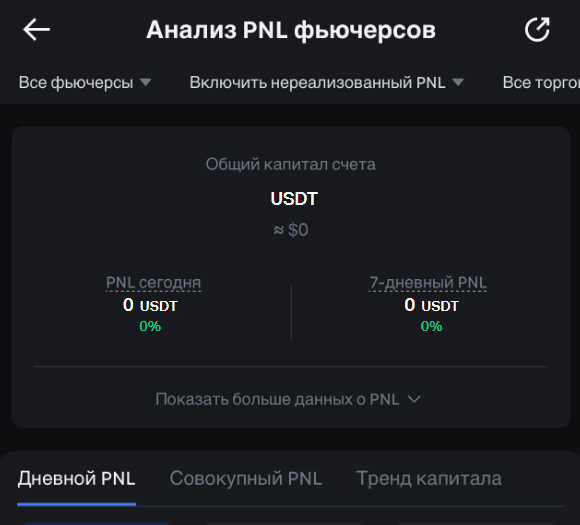 Анализ PNL фьючерсов
Все фьючерсы Включить нереализованный PNL Все торго
Общий капитал счета
USDT
≈ $0
PNL сегодня 7-дневный PNL
0 USDT 0 USDT
0% 0%
Показать больше данных о PNL
Дневной PNL Совокупный PNL Тренд капитала